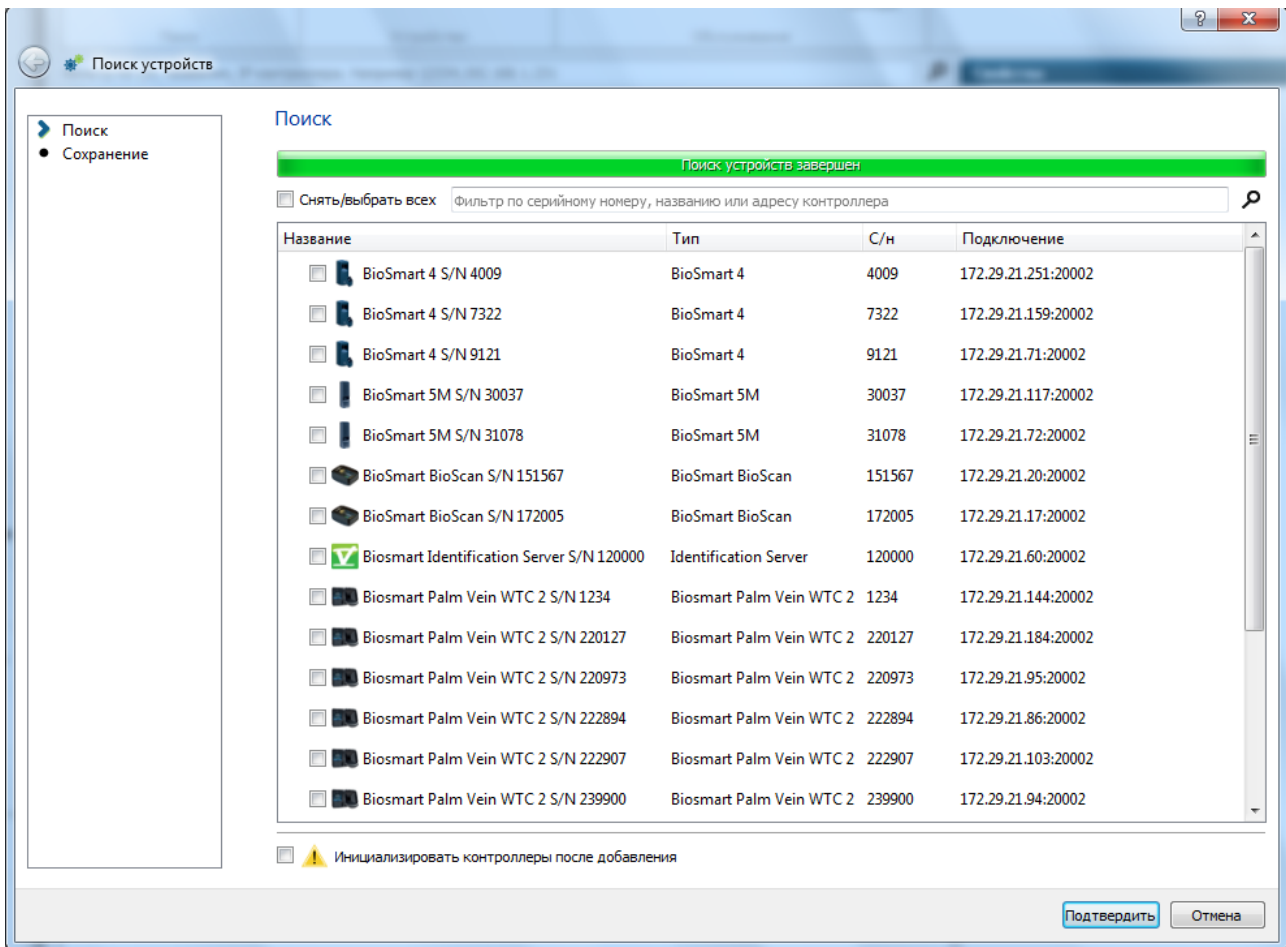 Поиск устройств
Поиск
Сохранение
Поиск
Поиск устройств завершен
Снять/выбрать всех Фильтр по серийному номеру, названию или адресу контроллера
Название Тип С/н Подключение
BioSmart 4 S/N 4009 BioSmart 4 4009 172.29.21.251:20002
BioSmart 4 S/N 7322 BioSmart 4 7322 172.29.21.159:20002
BioSmart 4 S/N 9121 BioSmart 4 9121 172.29.21.71:20002
BioSmart 5M S/N 30037 BioSmart 5M 30037 172.29.21.117:20002
BioSmart 5M S/N 31078 BioSmart 5M 31078 172.29.21.72:20002
BioSmart BioScan S/N 151567 BioSmart BioScan 151567 172.29.21.20:20002
BioSmart BioScan S/N 172005 BioSmart BioScan 172005 172.29.21.17:20002
Biosmart Identification Server S/N 120000 Identification Server 120000 172.29.21.60:20002
Biosmart Palm Vein WTC 2 S/N 1234 Biosmart Palm Vein WTC 2 1234 172.29.21.144:20002
Biosmart Palm Vein WTC 2 S/N 220127 Biosmart Palm Vein WTC 2 220127 172.29.21.184:20002
Biosmart Palm Vein WTC 2 S/N 220973 Biosmart Palm Vein WTC 2 220973 172.29.21.95:20002
Biosmart Palm Vein WTC 2 S/N 222894 Biosmart Palm Vein WTC 2 222894 172.29.21.86:20002
Biosmart Palm Vein WTC 2 S/N 222907 Biosmart Palm Vein WTC 2 222907 172.29.21.103:20002
Biosmart Palm Vein WTC 2 S/N 239900 Biosmart Palm Vein WTC 2 239900 172.29.21.94:20002
Инициализировать контроллеры после добавления
Подтвердить Отмена